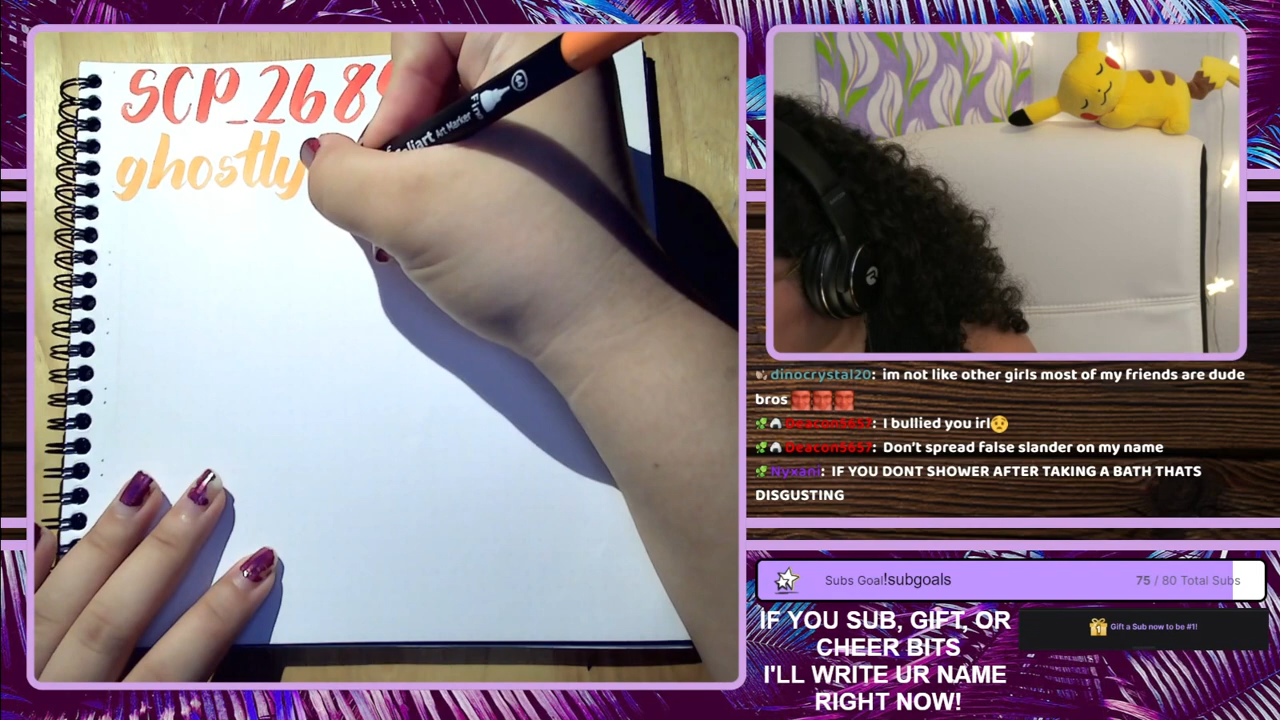 SCP_268
ghostly
Art Marker
Fine
dinocrystal20: im not like other girls most of my friends are dude
bros
Deacon5657: I bullied you irl
Deacon5657: Don't spread false slander on my name
IF YOU DONT SHOWER AFTER TAKING A BATH THATS
DISGUSTING
Subs Goal!subgoals
75 / 80 Total Subs
Gift a Sub now to be #1!
IF YOU SUB, GIFT, OR
CHEER BITS
I'LL WRITE UR NAME
RIGHT NOW!